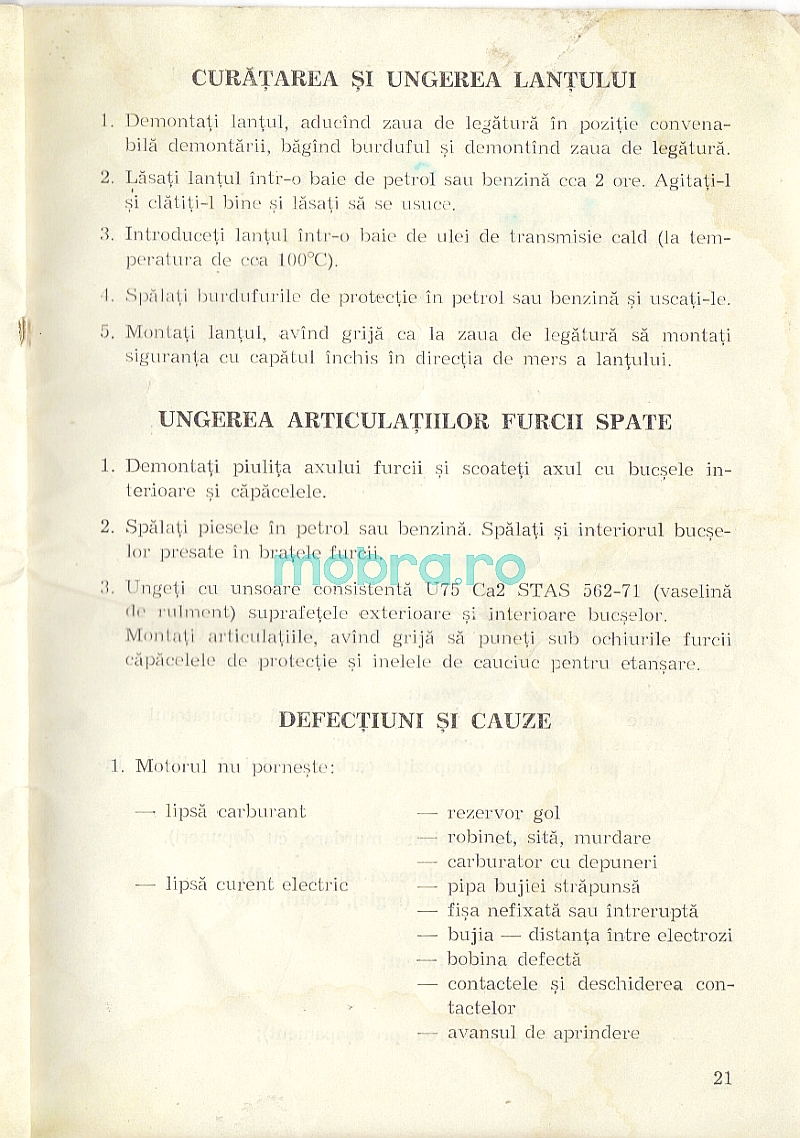 CURĂȚAREA ȘI UNGEREA LANȚULUI
1. Demontați lanțul, aducînd zaua de legătură în poziție convena-
bilă demontării, băgînd burduful și demontînd zaua de legătură.
2. Lăsați lanțul într-o baie de petrol sau benzină cca 2 ore. Agitați-l
și clătiți-l bine și lăsați să se usuce.
3. Introduceți lanțul într-o baie de ulei de transmisie cald (la tem-
peratura de cca 100°C).
4. Spălați burdufurile de protecție în petrol sau benzină și uscați-le.
5. Montați lanțul, avînd grijă ca la zaua de legătură să montați
siguranța cu capătul închis în direcția de mers a lanțului.
UNGEREA ARTICULAȚIILOR FURCII SPATE
1. Demontați piulița axului furcii și scoateți axul cu bucșele in-
terioare și căpăcelele.
2. Spălați piesele în petrol sau benzină. Spălați și interiorul bucșe-
lor presate în brațele furcii.
mobra.ro
3. Ungeți cu unsoare consistentă U75 Ca2 STAS 562-71 (vaselină
de rulment) suprafețele exterioare și interioare bucșelor.
Montați articulațiile, avînd grijă să puneți sub ochiurile furcii
căpăcelele de protecție și inelele de cauciuc pentru etanșare.
DEFECȚIUNI ȘI CAUZE
1. Motorul nu pornește:
— lipsă carburant — rezervor gol
— robinet, sită, murdare
— carburator cu depuneri
— lipsă curent electric — pipa bujiei străpunsă
— fișa nefixată sau întreruptă
— bujia — distanța între electrozi
— bobina defectă
— contactele și deschiderea con-
tactelor
— avansul de aprindere
21